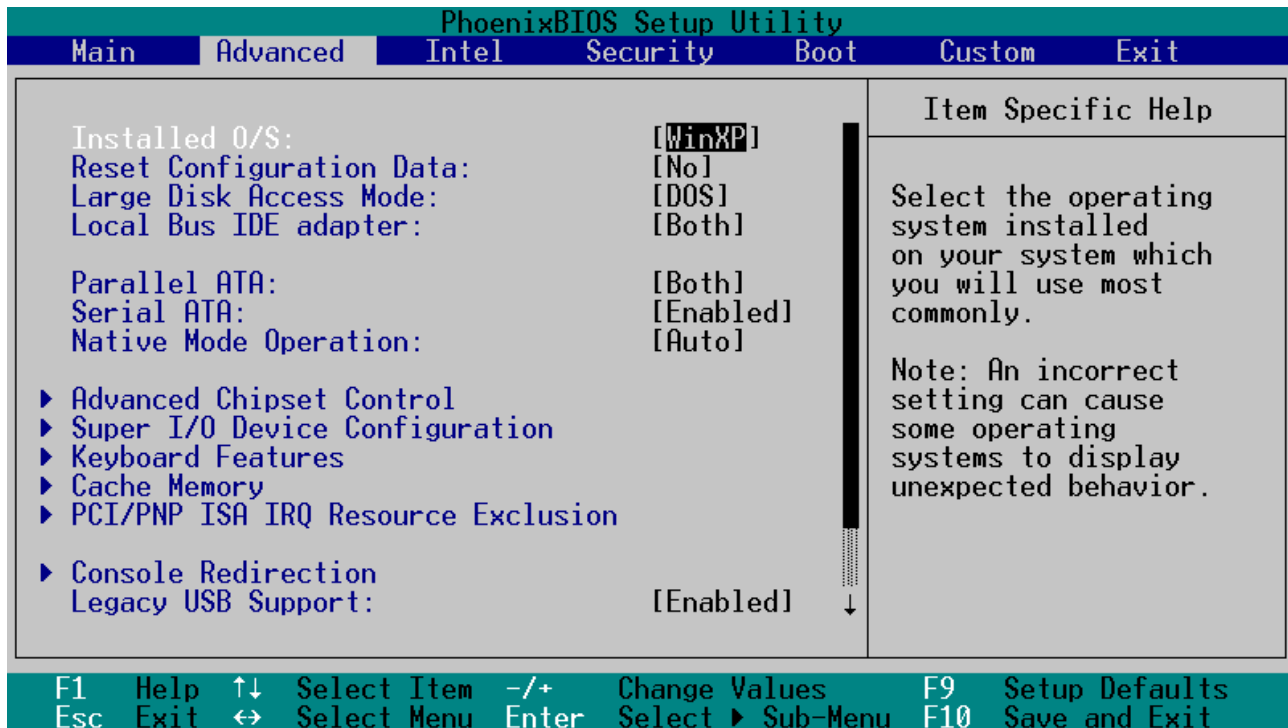 PhoenixBIOS Setup Utility
Main Advanced Intel Security Boot Custom Exit
Installed O/S: [WinXP]
Reset Configuration Data: [No]
Large Disk Access Mode: [DOS]
Local Bus IDE adapter: [Both]
Parallel ATA: [Both]
Serial ATA: [Enabled]
Native Mode Operation: [Auto]
Advanced Chipset Control
Super I/O Device Configuration
Keyboard Features
Cache Memory
PCI/PNP ISA IRQ Resource Exclusion
Console Redirection
Legacy USB Support: [Enabled]
Item Specific Help
Select the operating
system installed
on your system which
you will use most
commonly.
Note: An incorrect
setting can cause
some operating
systems to display
unexpected behavior.
F1 Help ↑↓ Select Item -/+ Change Values F9 Setup Defaults
Esc Exit ↔ Select Menu Enter Select ▶ Sub-Menu F10 Save and Exit